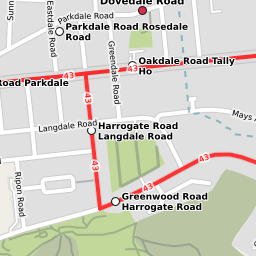 Dovedale Road
Parkdale Road
Eastdale Road
Parkdale Road Rosedale
Road
Greendale Road
Oakdale Road Tally
Ho
43
43
Road Parkdale
43
Mays
Langdale Road
Harrogate Road
Langdale Road
43
43
Ripon Road
Greenwood Road
Harrogate Road